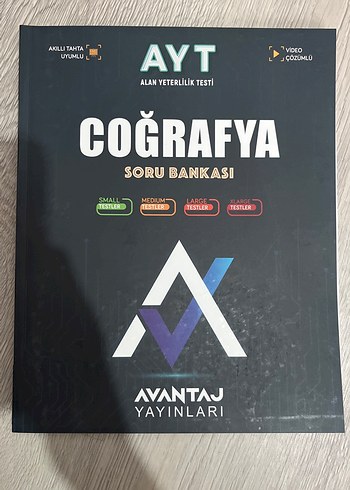 AKILLI TAHTA
UYUMLU
AYT
ALAN YETERLİLİK TESTİ
VİDEO
ÇÖZÜMLÜ
COĞRAFYA
SORU BANKASI
SMALL
TESTLER
MEDIUM
TESTLER
LARGE
TESTLER
XLARGE
TESTLER
AVANTAJ
YAYINLARI